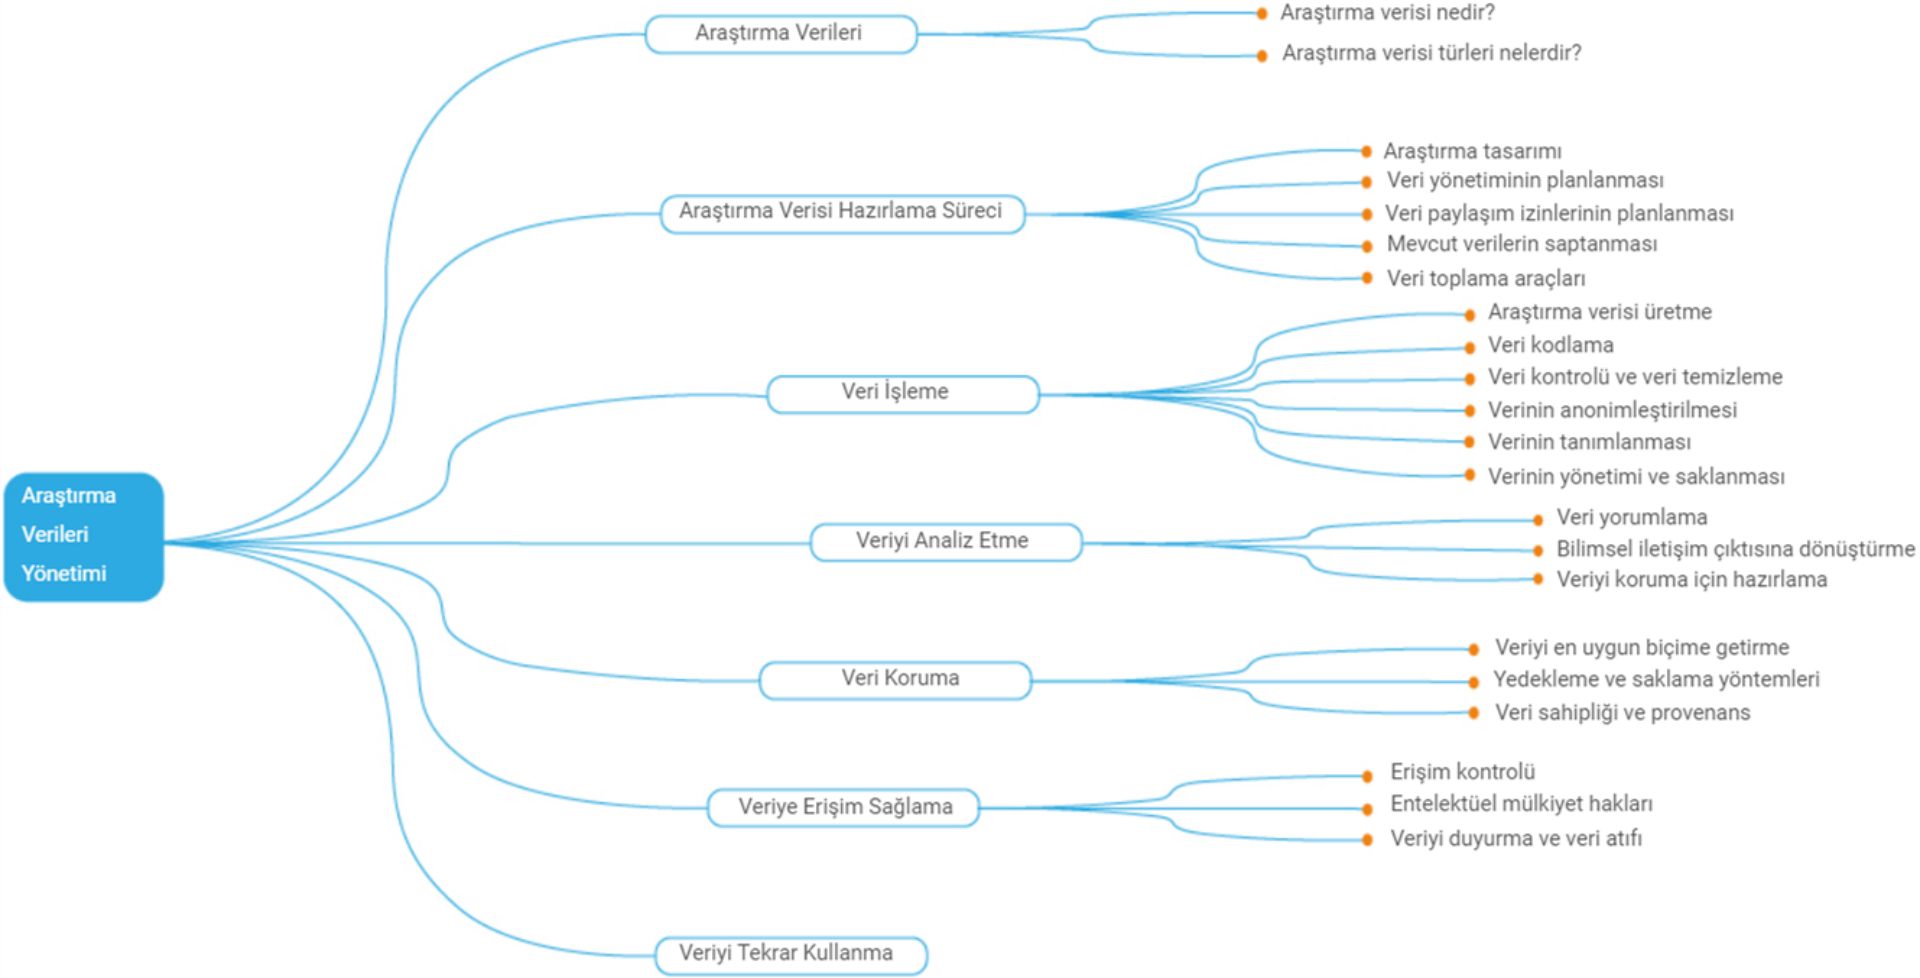 Araştırma
Verileri
Yönetimi
Araştırma Verileri
Araştırma verisi nedir?
Araştırma verisi türleri nelerdir?
Araştırma Verisi Hazırlama Süreci
Araştırma tasarımı
Veri yönetiminin planlanması
Veri paylaşım izinlerinin planlanması
Mevcut verilerin saptanması
Veri toplama araçları
Veri İşleme
Araştırma verisi üretme
Veri kodlama
Veri kontrolü ve veri temizleme
Verinin anonimleştirilmesi
Verinin tanımlanması
Verinin yönetimi ve saklanması
Veriyi Analiz Etme
Veri yorumlama
Bilimsel iletişim çıktısına dönüştürme
Veriyi koruma için hazırlama
Veri Koruma
Veriyi en uygun biçime getirme
Yedekleme ve saklama yöntemleri
Veri sahipliği ve provenans
Veriye Erişim Sağlama
Erişim kontrolü
Entelektüel mülkiyet hakları
Veriyi duyurma ve veri atıfı
Veriyi Tekrar Kullanma